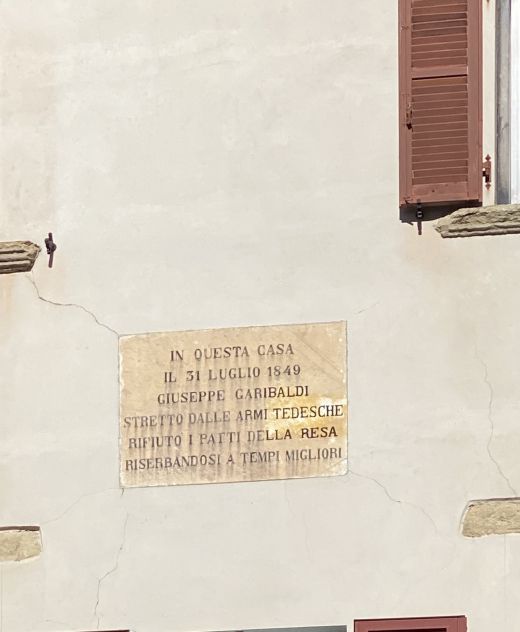 IN QUESTA CASA
IL 31 LUGLIO 1849
GIUSEPPE GARIBALDI
STRETTO DALLE ARMI TEDESCHE
RIFIUTO I PATTI DELLA RESA
RISERBANDOSI A TEMPI MIGLIORI